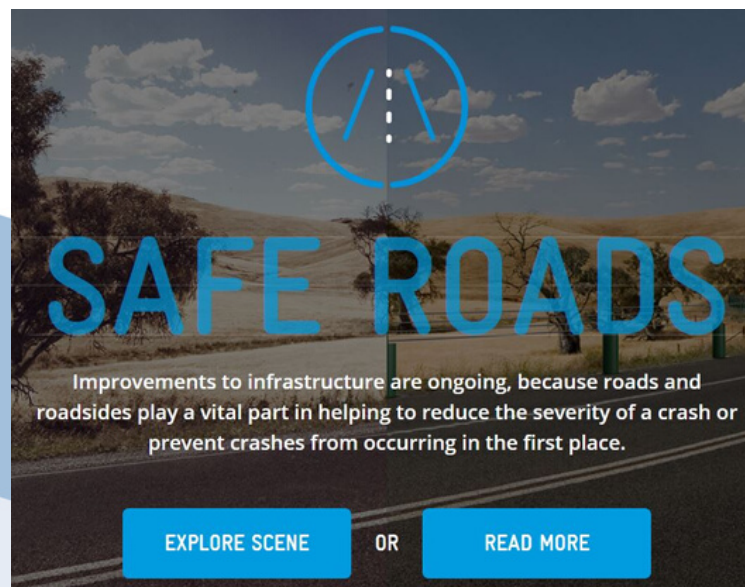 SAFE ROADS
Improvements to infrastructure are ongoing, because roads and
roadsides play a vital part in helping to reduce the severity of a crash or
prevent crashes from occurring in the first place.
EXPLORE SCENE OR READ MORE